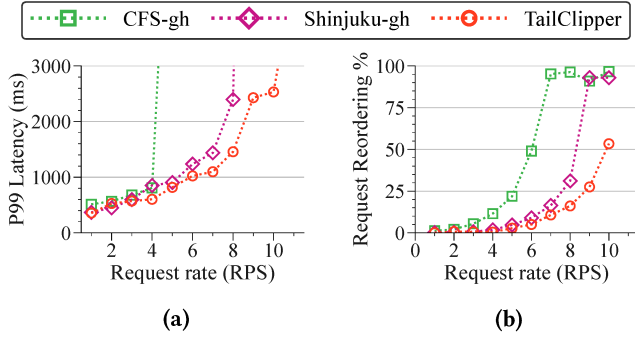 CFS-gh Shinjuku-gh TailClipper
P99 Latency (ms)
3000
2000
1000
0
2 4 6 8 10
Request rate (RPS)
(a)
Request Reordering %
100
75
50
25
0
0 2 4 6 8 10
Request rate (RPS)
(b)